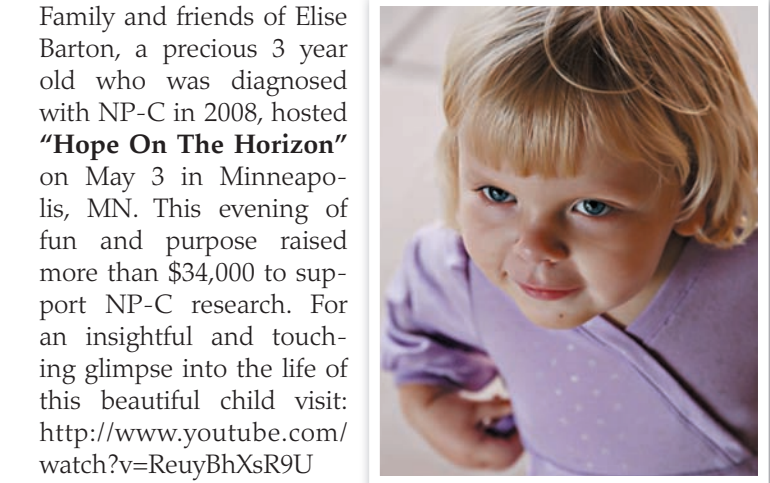 Family and friends of Elise
Barton, a precious 3 year
old who was diagnosed
with NP-C in 2008, hosted
“Hope On The Horizon”
on May 3 in Minneapo-
lis, MN. This evening of
fun and purpose raised
more than $34,000 to sup-
port NP-C research. For
an insightful and touch-
ing glimpse into the life of
this beautiful child visit:
http://www.youtube.com/
watch?v=ReuyBhXsR9U